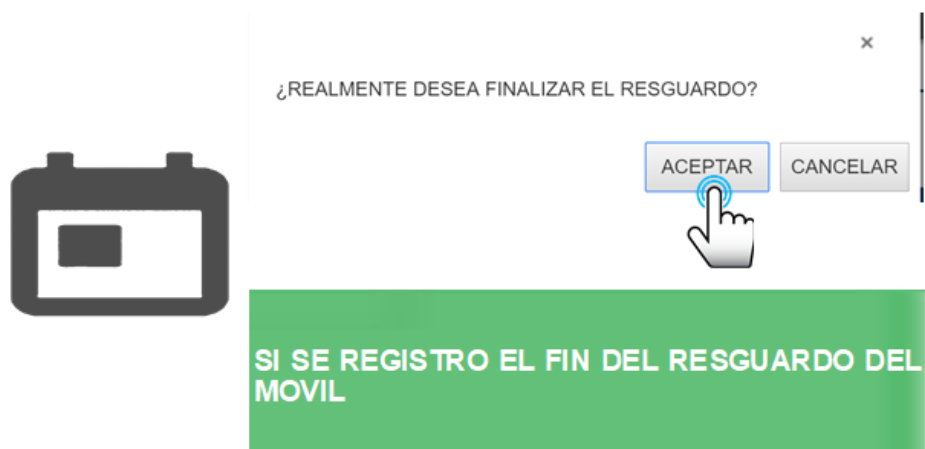 ×
¿REALMENTE DESEA FINALIZAR EL RESGUARDO?
ACEPTAR CANCELAR
SI SE REGISTRO EL FIN DEL RESGUARDO DEL
MOVIL